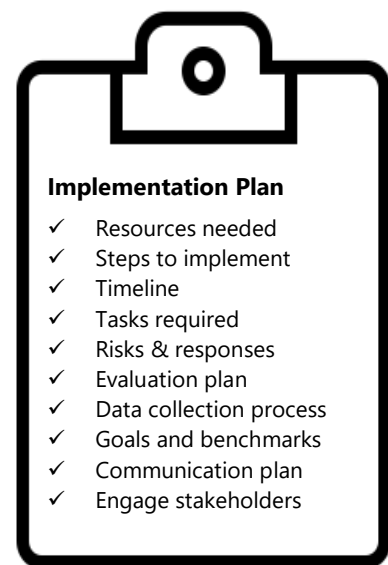 Implementation Plan
✓ Resources needed
✓ Steps to implement
✓ Timeline
✓ Tasks required
✓ Risks & responses
✓ Evaluation plan
✓ Data collection process
✓ Goals and benchmarks
✓ Communication plan
✓ Engage stakeholders